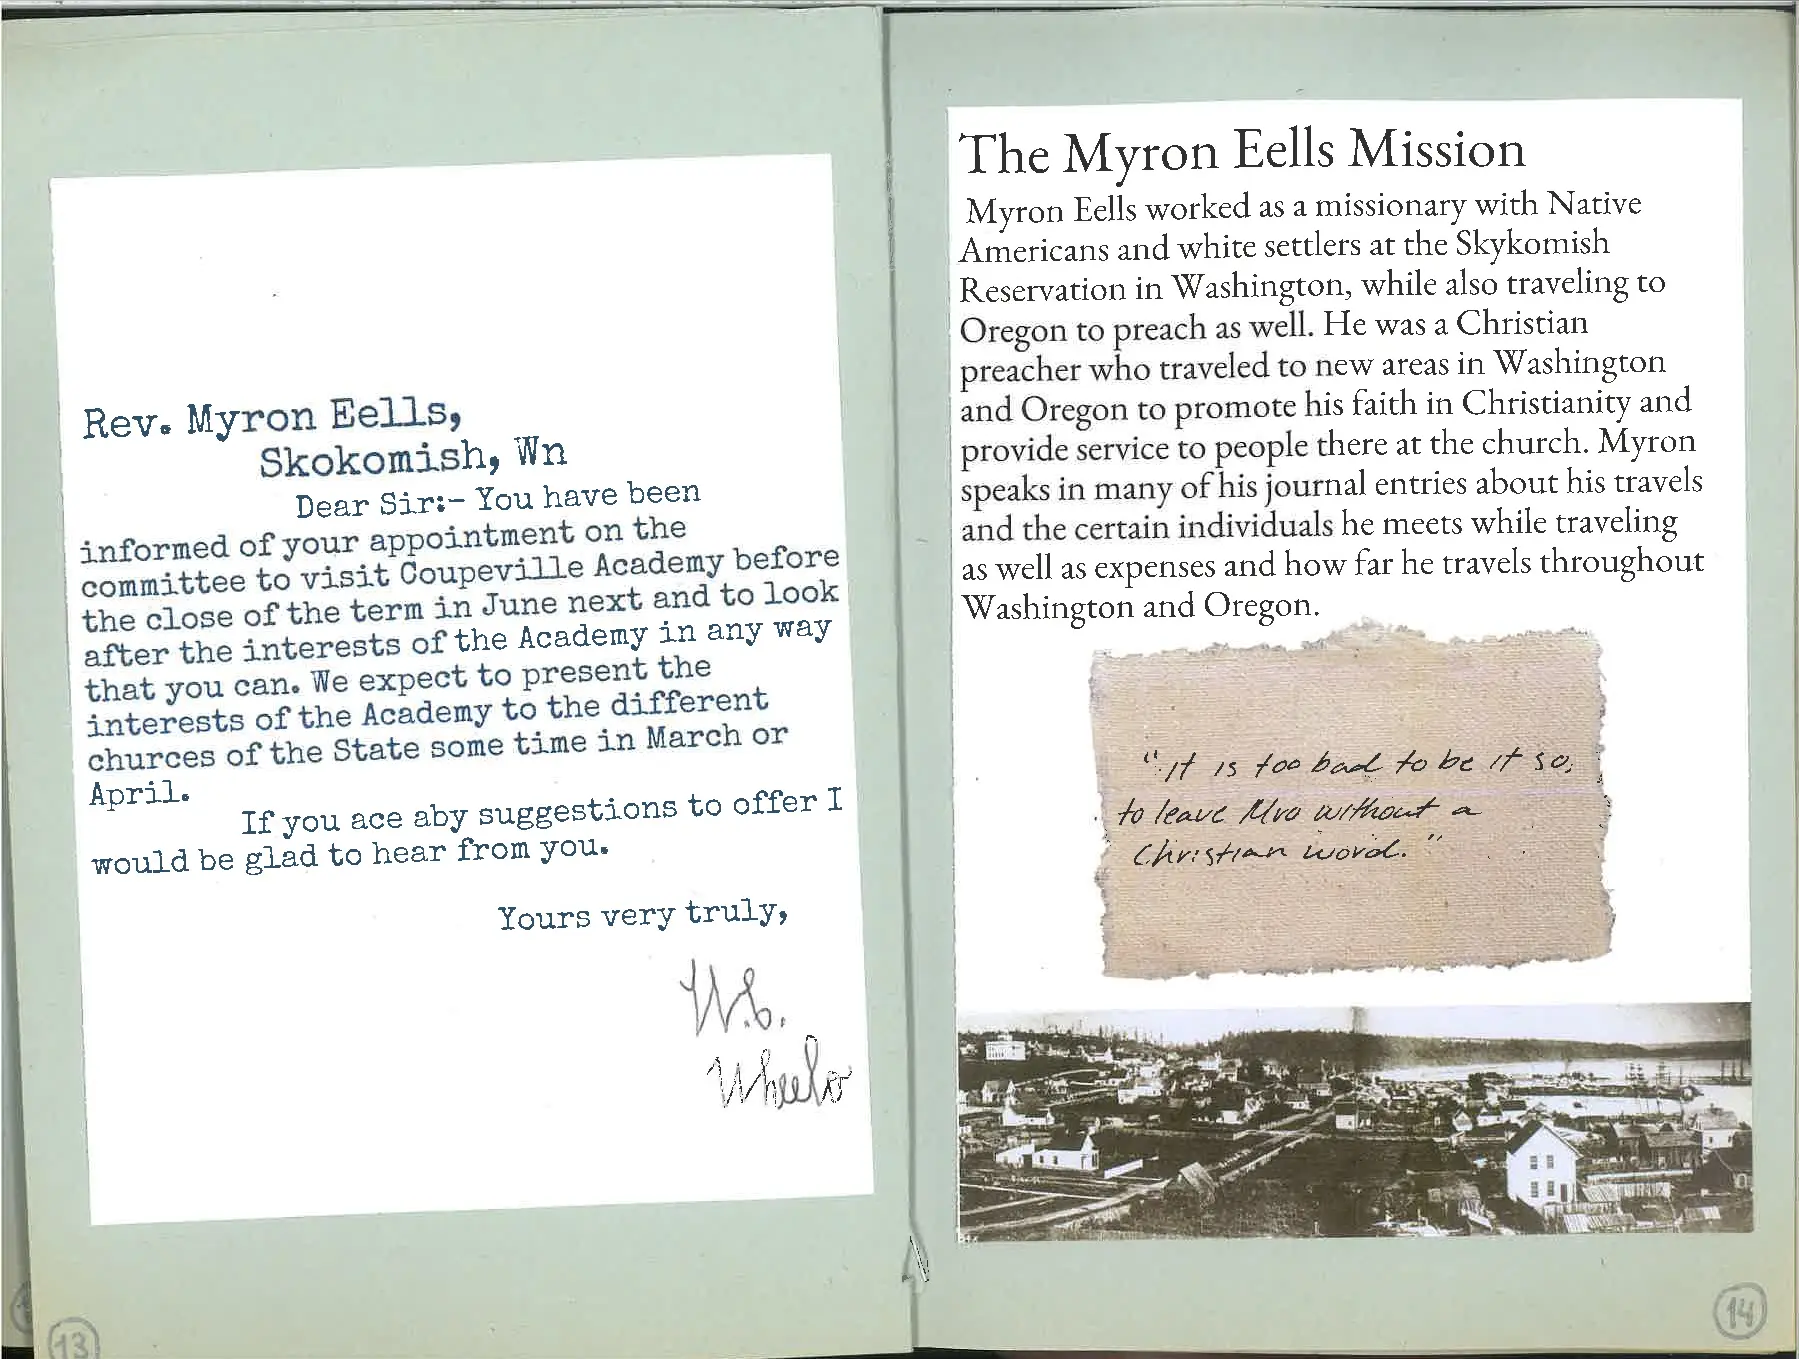 Rev. Myron Eells,
Skokomish, Wn
Dear Sir:- You have been
informed of your appointment on the
committee to visit Coupeville Academy before
the close of the term in June next and to look
after the interests of the Academy in any way
that you can. We expect to present the
interests of the Academy to the different
churces of the State some time in March or
April.
If you ace aby suggestions to offer I
would be glad to hear from you.
Yours very truly,
W.C.
13
The Myron Eells Mission
Myron Eells worked as a missionary with Native
Americans and white settlers at the Skykomish
Reservation in Washington, while also traveling to
Oregon to preach as well. He was a Christian
preacher who traveled to new areas in Washington
and Oregon to promote his faith in Christianity and
provide service to people there at the church. Myron
speaks in many of his journal entries about his travels
and the certain individuals he meets while traveling
as well as expenses and how far he travels throughout
Washington and Oregon.
"It is too bad to be it so,
to leave without a
Christian word."
14